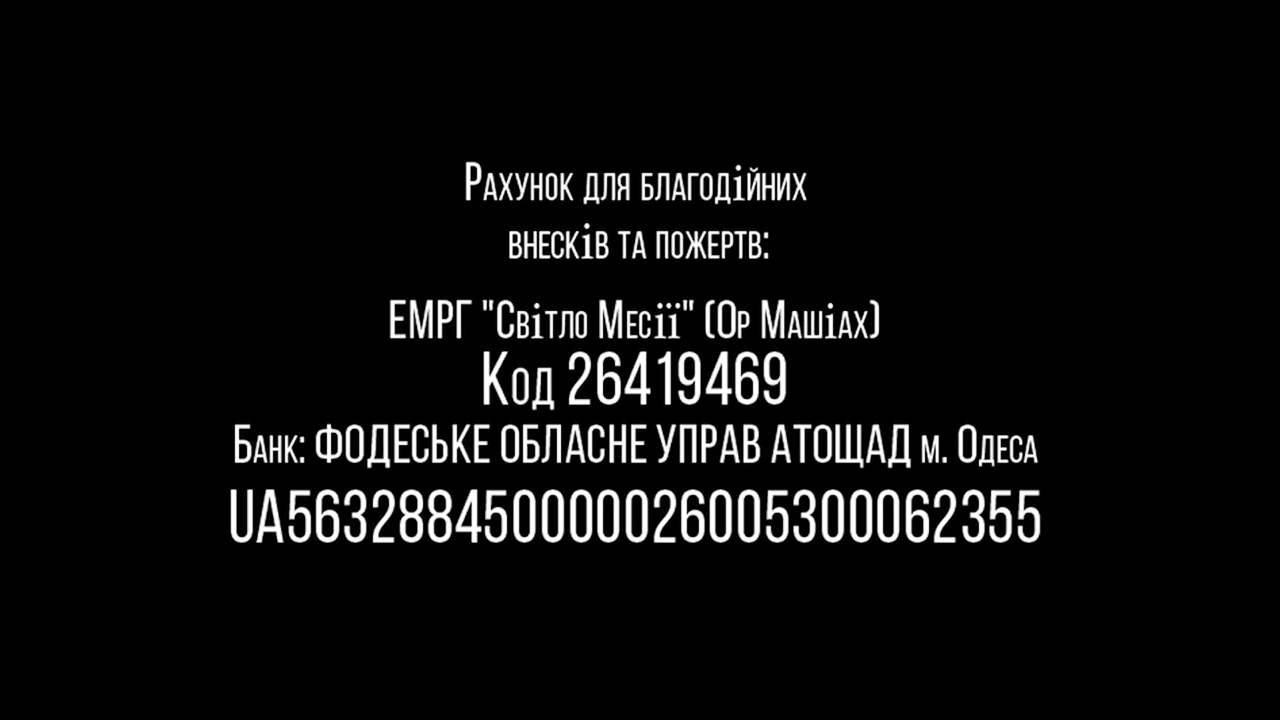 Рахунок для благодійних
внесків та пожертв:
ЕМРГ "Світло Месії" (Ор Машіах)
Код 26419469
Банк: ФОДЕСЬКЕ ОБЛАСНЕ УПРАВ АТОЩАД м. Одеса
UA563288450000026005300062355